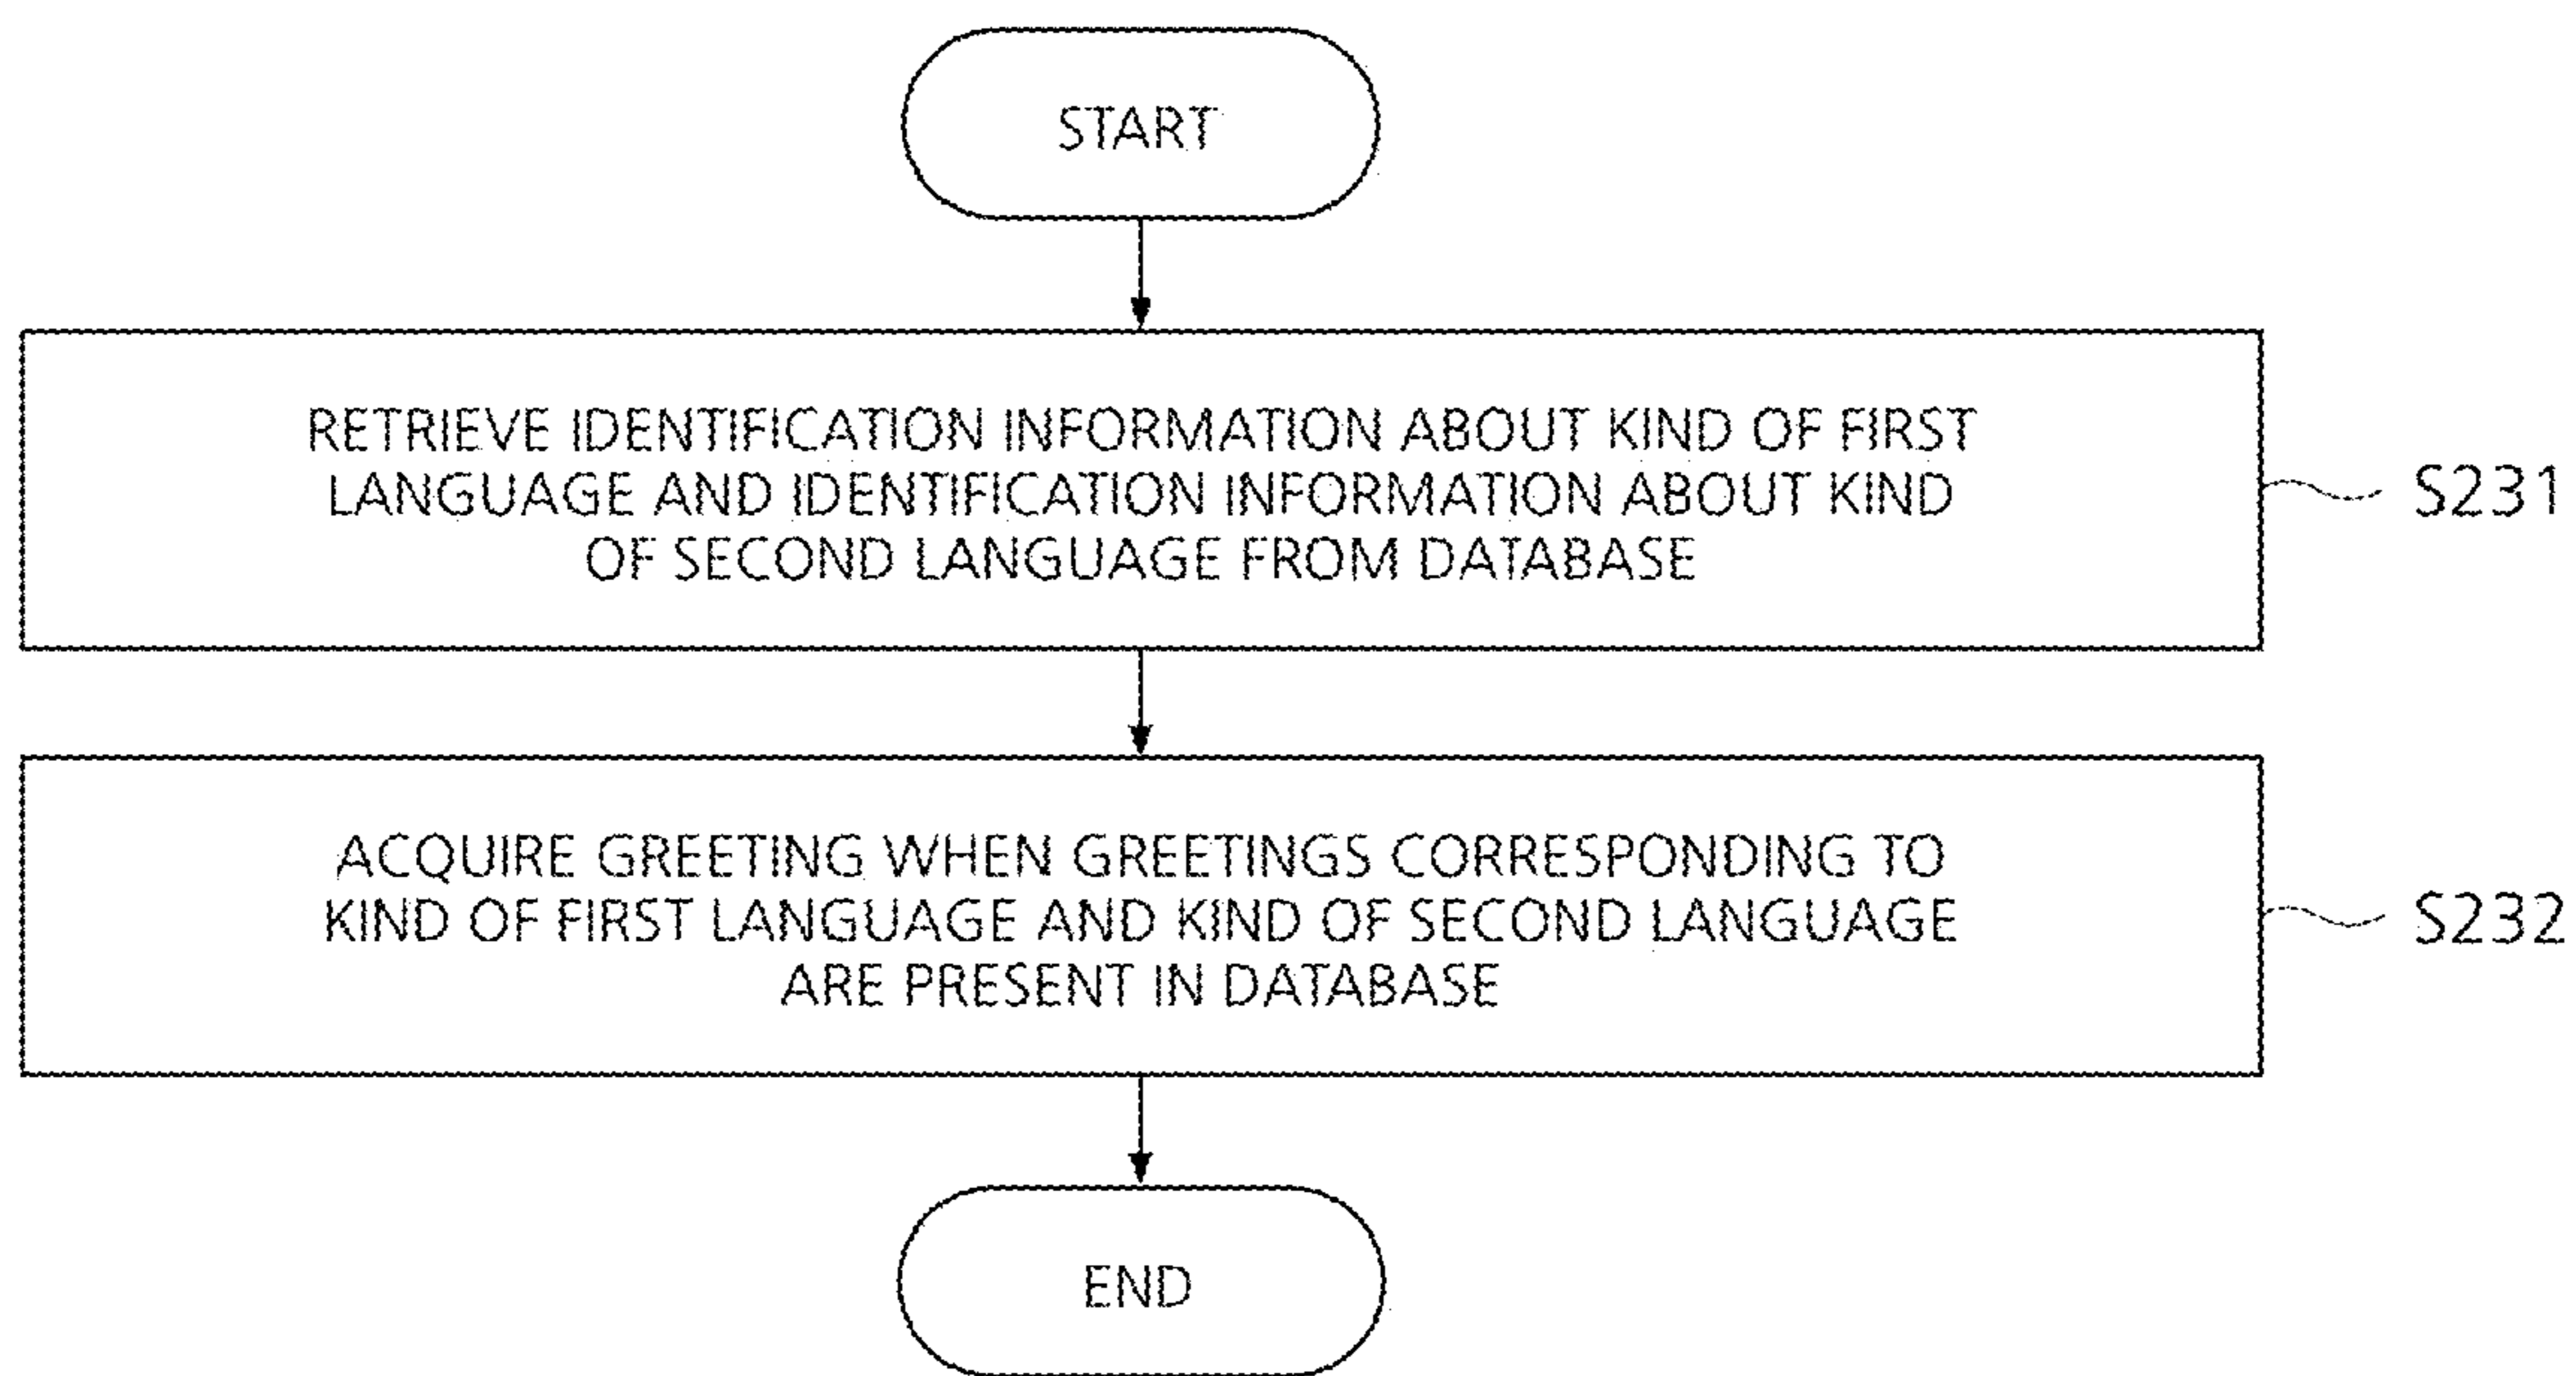 START
RETRIEVE IDENTIFICATION INFORMATION ABOUT KIND OF FIRST
LANGUAGE AND IDENTIFICATION INFORMATION ABOUT KIND
OF SECOND LANGUAGE FROM DATABASE
S231
ACQUIRE GREETING WHEN GREETINGS CORRESPONDING TO
KIND OF FIRST LANGUAGE AND KIND OF SECOND LANGUAGE
ARE PRESENT IN DATABASE
S232
END